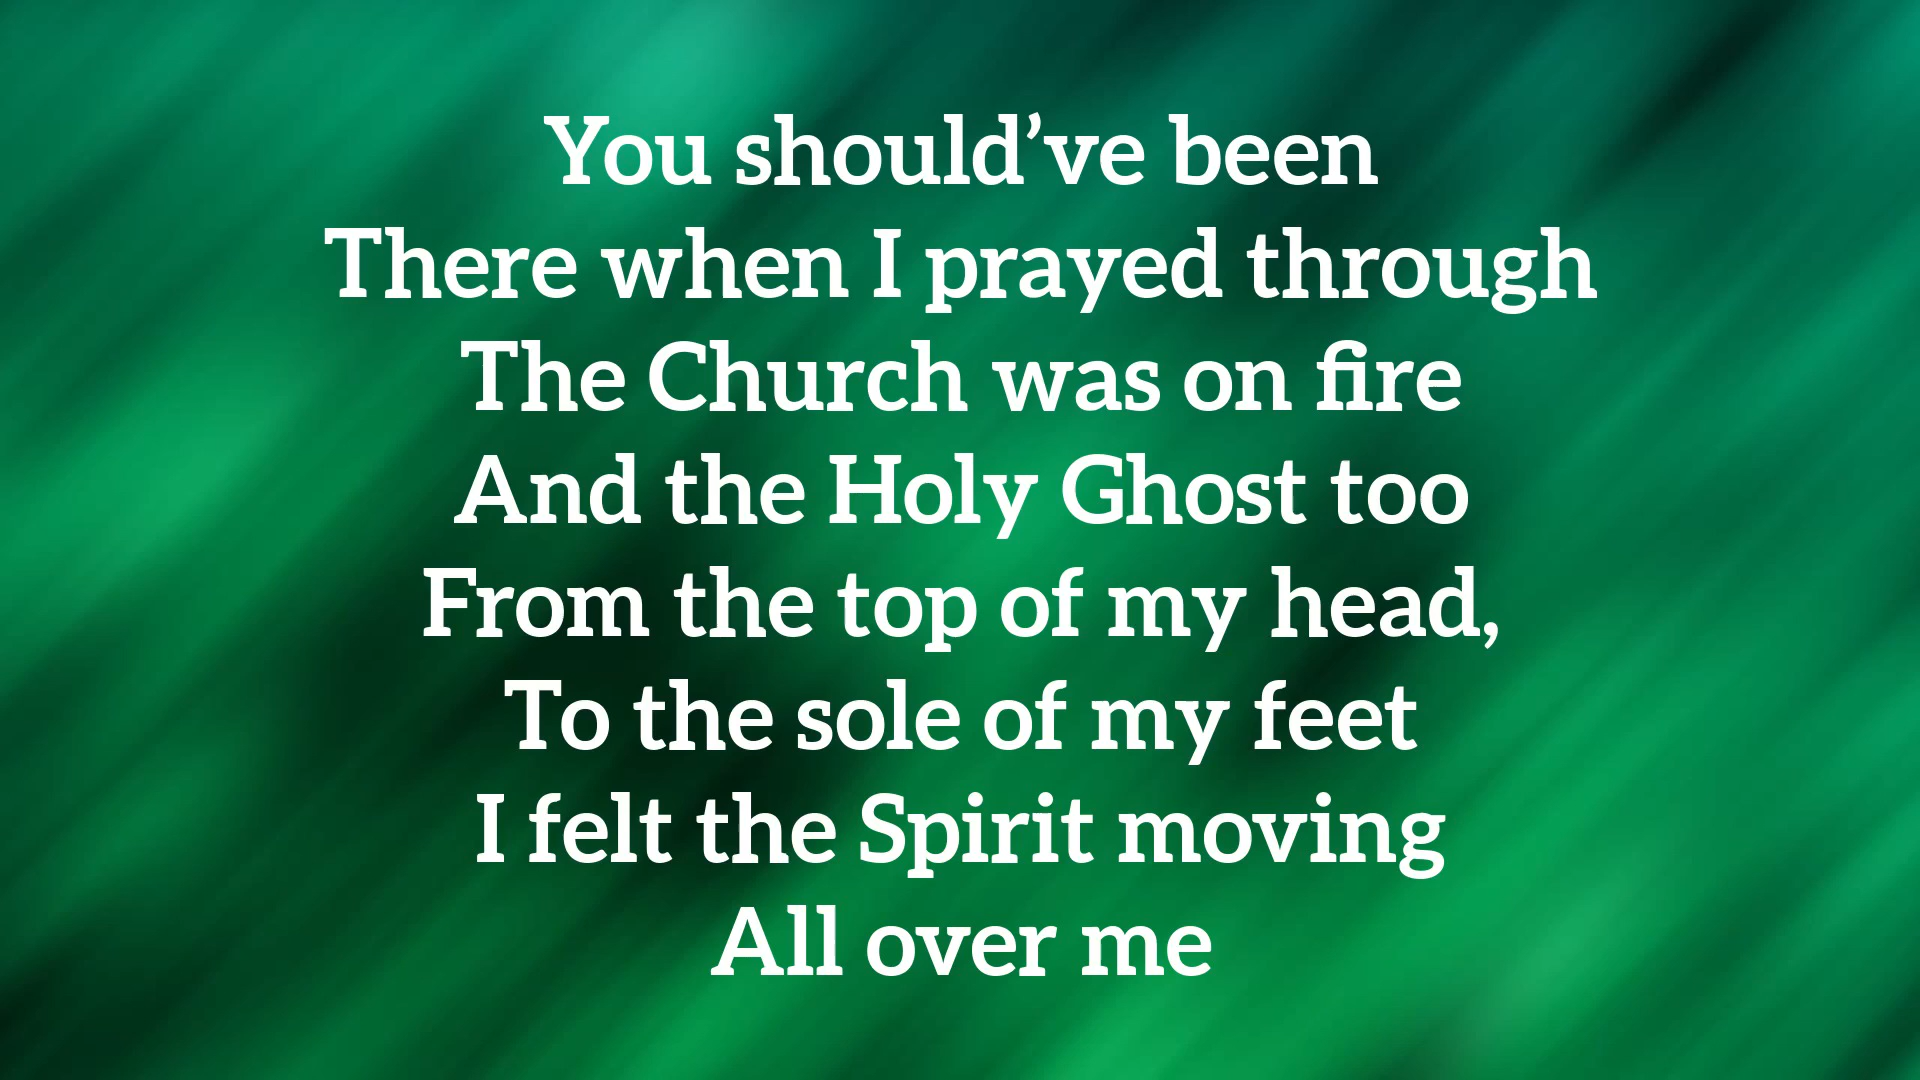 You should’ve been
There when I prayed through
The Church was on fire
And the Holy Ghost too
From the top of my head,
To the sole of my feet
I felt the Spirit moving
All over me